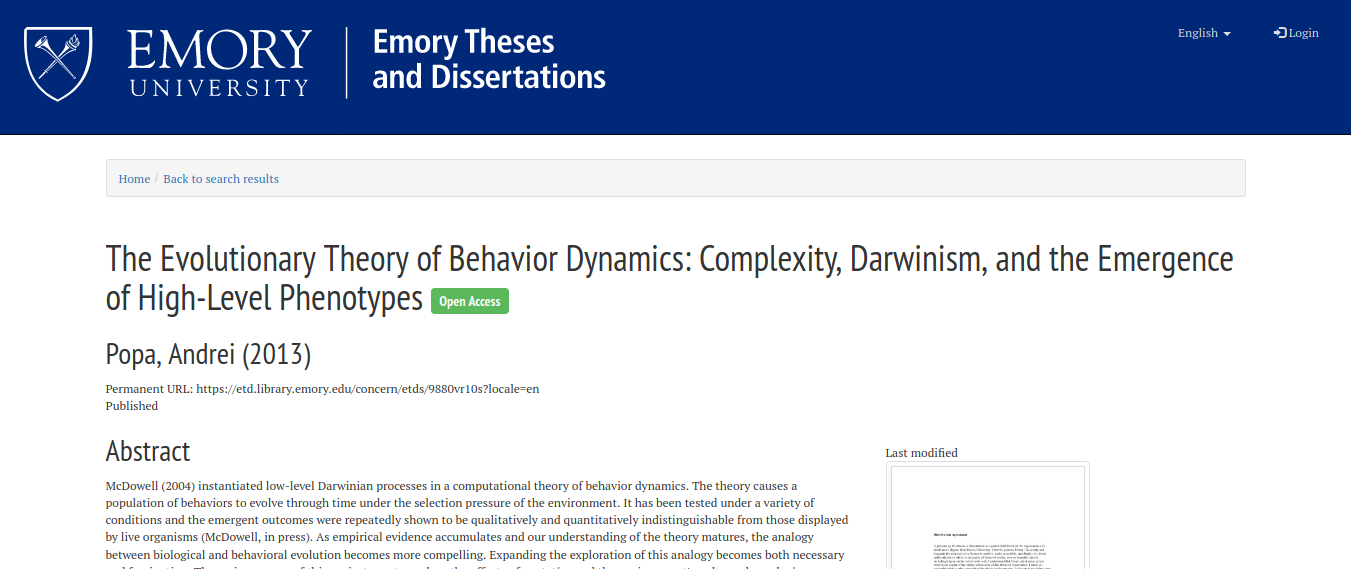 EMORY
UNIVERSITY
Emory Theses
and Dissertations
English
Login
Home / Back to search results
The Evolutionary Theory of Behavior Dynamics: Complexity, Darwinism, and the Emergence
of High-Level Phenotypes Open Access
Popa, Andrei (2013)
Permanent URL: https://etd.library.emory.edu/concern/etds/9880vr10s?locale=en
Published
Abstract
McDowell (2004) instantiated low-level Darwinian processes in a computational theory of behavior dynamics. The theory causes a
population of behaviors to evolve through time under the selection pressure of the environment. It has been tested under a variety of
conditions and the emergent outcomes were repeatedly shown to be qualitatively and quantitatively indistinguishable from those displayed
by live organisms (McDowell, in press). As empirical evidence accumulates and our understanding of the theory matures, the analogy
between biological and behavioral evolution becomes more compelling. Expanding the exploration of this analogy becomes both necessary
Last modided